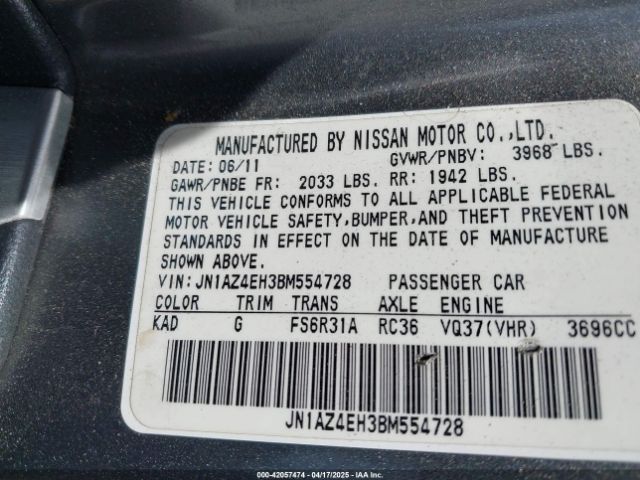 MANUFACTURED BY NISSAN MOTOR CO.,LTD.
DATE: 06/11 GVWR/PNBV: 3968 LBS.
GAWR/PNBE FR: 2033 LBS. RR: 1942 LBS.
THIS VEHICLE CONFORMS TO ALL APPLICABLE FEDERAL
MOTOR VEHICLE SAFETY,BUMPER,AND THEFT PREVENTION
STANDARDS IN EFFECT ON THE DATE OF MANUFACTURE
SHOWN ABOVE.
VIN: JN1AZ4EH3BM554728 PASSENGER CAR
COLOR TRIM TRANS AXLE ENGINE
KAD G FS6R31A RC36 VQ37(VHR) 3696CC
JN1AZ4EH3BM554728
000-42057474 - 04/17/2025 - IAA Corp.